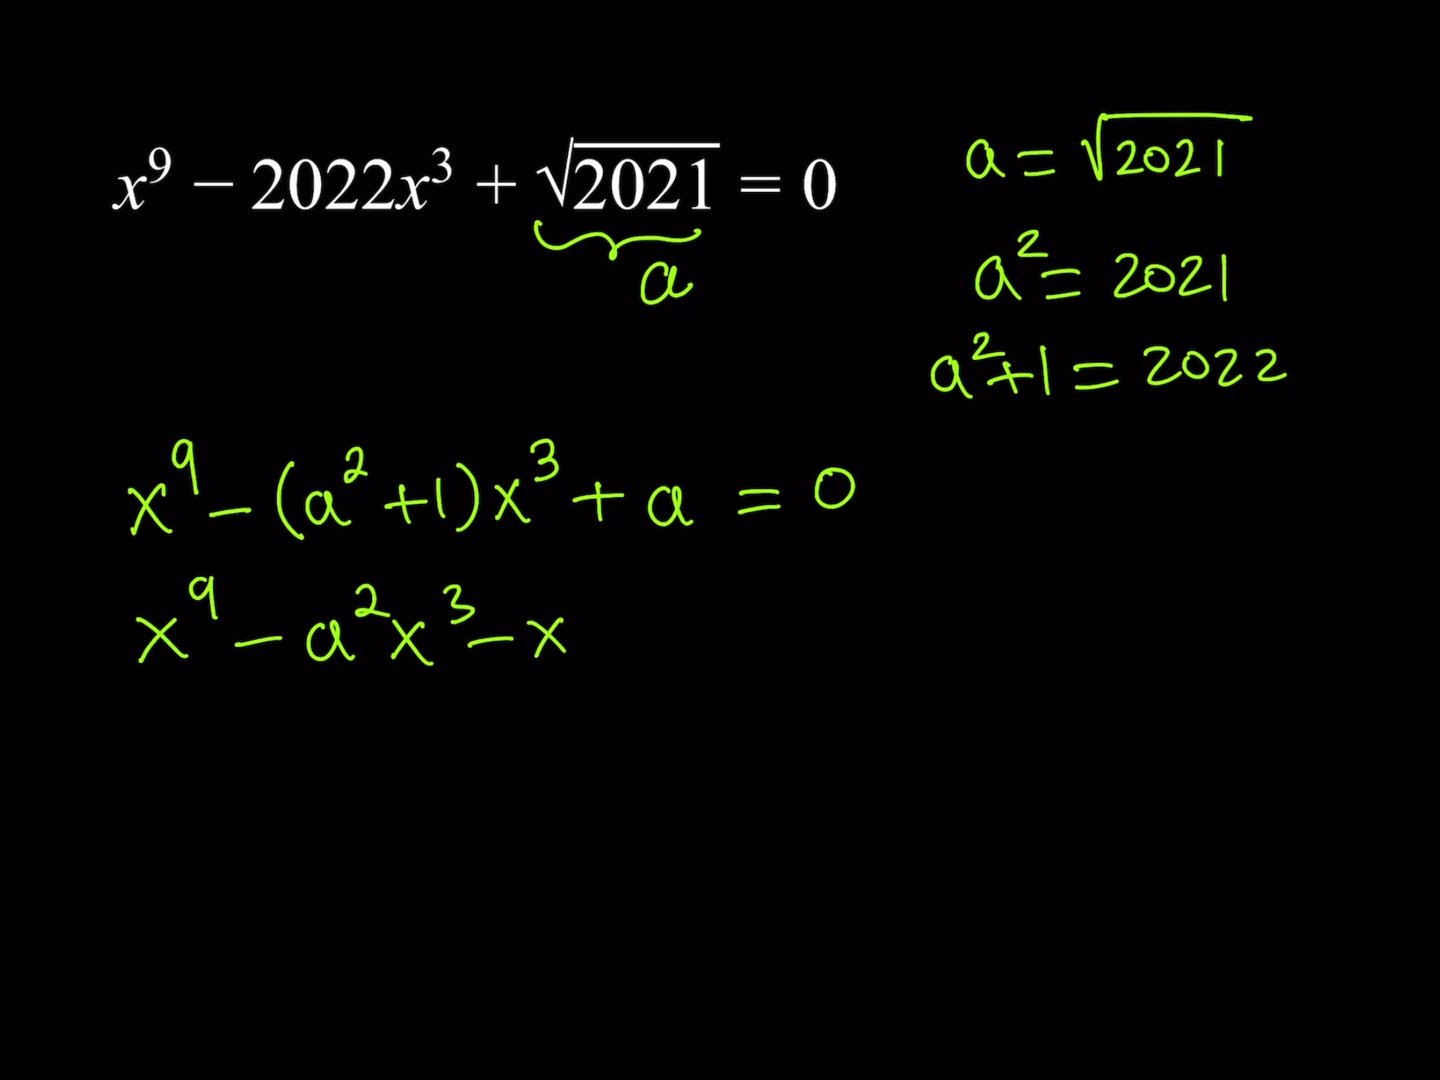 x⁹ − 2022x³ + √2021 = 0
a
a = √2021
a² = 2021
a²+1 = 2022
x⁹ − (a²+1)x³ + a = 0
x⁹ − a²x³ − x